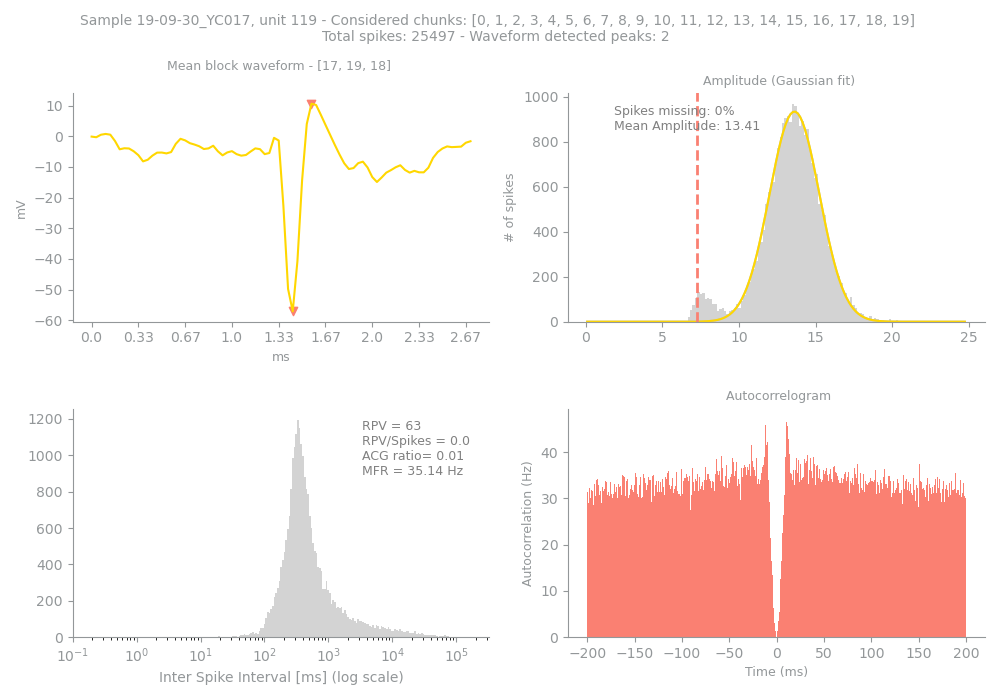 Sample 19-09-30_YC017, unit 119 - Considered chunks: [0, 1, 2, 3, 4, 5, 6, 7, 8, 9, 10, 11, 12, 13, 14, 15, 16, 17, 18, 19]
Total spikes: 25497 - Waveform detected peaks: 2
Mean block waveform - [17, 19, 18]
10
0
−10
−20
−30
−40
−50
−60
mV
0.0 0.33 0.67 1.0 1.33 1.67 2.0 2.33 2.67
ms
Amplitude (Gaussian fit)
Spikes missing: 0%
Mean Amplitude: 13.41
1000
800
600
400
200
0
# of spikes
0 5 10 15 20 25
RPV = 63
RPV/Spikes = 0.0
ACG ratio= 0.01
MFR = 35.14 Hz
1200
1000
800
600
400
200
0
10⁻¹ 10⁰ 10¹ 10² 10³ 10⁴ 10⁵
Inter Spike Interval [ms] (log scale)
Autocorrelogram
40
30
20
10
0
Autocorrelation (Hz)
−200 −150 −100 −50 0 50 100 150 200
Time (ms)